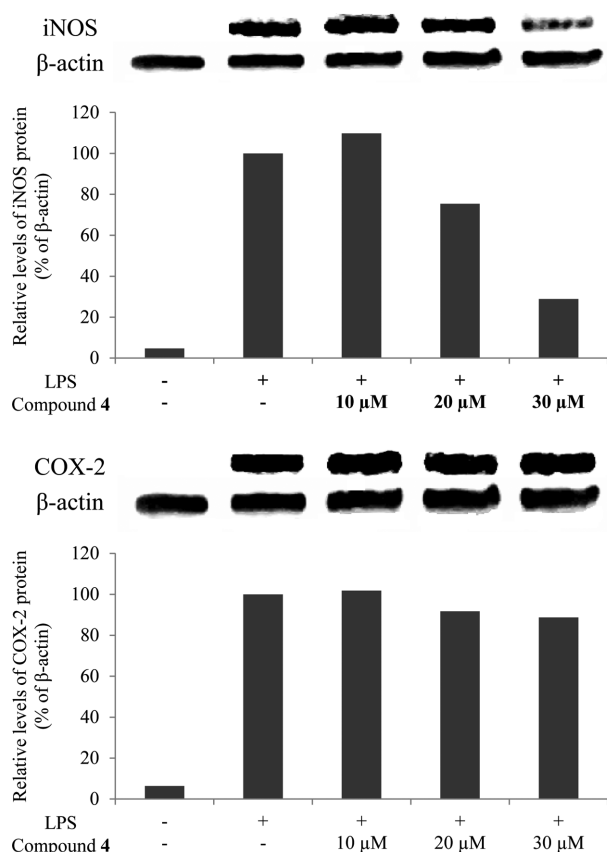 iNOS
β-actin
Relative levels of iNOS protein
(% of β-actin)
120
100
80
60
40
20
0
LPS - + + + +
Compound 4 - - 10 µM 20 µM 30 µM
COX-2
β-actin
Relative levels of COX-2 protein
(% of β-actin)
120
100
80
60
40
20
0
LPS - + + + +
Compound 4 - - 10 µM 20 µM 30 µM